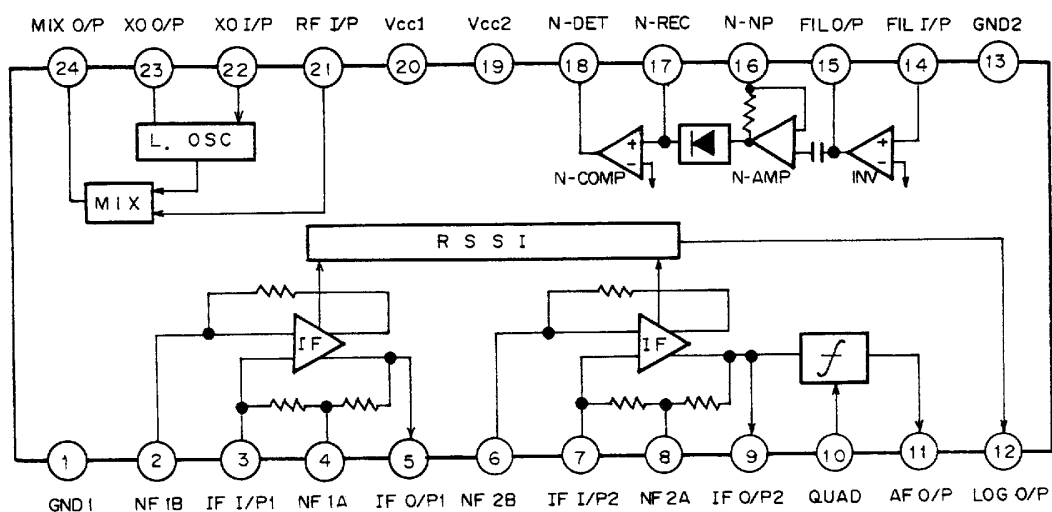 MIX O/P XO O/P XO I/P RF I/P Vcc1 Vcc2 N-DET N-REC N-NP FIL O/P FIL I/P GND2
24 23 22 21 20 19 18 17 16 15 14 13
L. OSC
+ - + -
N-COMP N-AMP INV
MIX
RSSI
IF IF
f
1 2 3 4 5 6 7 8 9 10 11 12
GND1 NF1B IF I/P1 NF1A IF O/P1 NF2B IF I/P2 NF2A IF O/P2 QUAD AF O/P LOG O/P